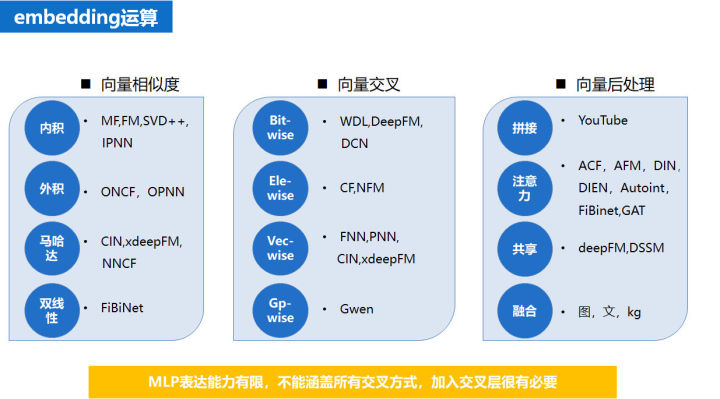 embedding运算
■ 向量相似度
内积
• MF,FM,SVD++,
IPNN
外积
• ONCF，OPNN
马哈
达
• CIN,xdeepFM,
NNCF
双线
性
• FiBiNet
■ 向量交叉
Bit-
wise
• WDL,DeepFM,
DCN
Ele-
wise
• CF,NFM
Vec-
wise
• FNN,PNN,
CIN,xdeepFM
Gp-
wise
• Gwen
■ 向量后处理
拼接
• YouTube
注意
力
• ACF，AFM，DIN，
DIEN，Autoint，
FiBinet,GAT
共享
• deepFM,DSSM
融合
• 图，文，kg
MLP表达能力有限，不能涵盖所有交叉方式，加入交叉层很有必要